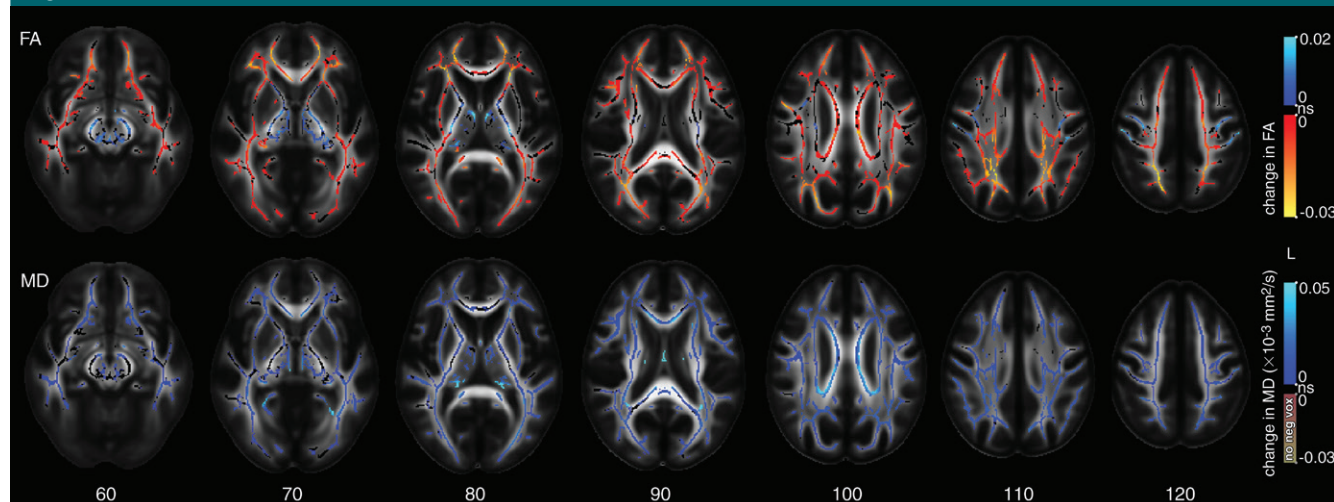 FA
0.02
0
ns
0
-0.03
change in FA
MD
L
0.05
0
ns
0
-0.03
no neg vox
change in MD (×10⁻³ mm²/s)
60 70 80 90 100 110 120